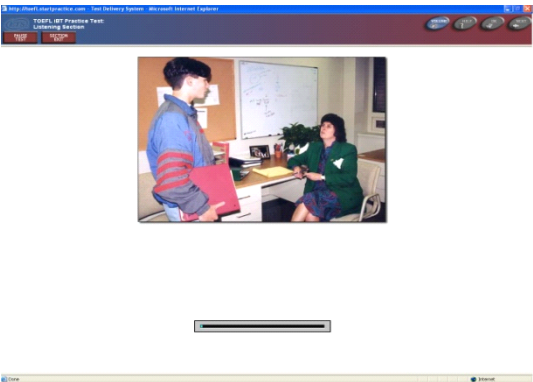 http://toefl.startpractice.com - Test Delivery System - Microsoft Internet Explorer
TOEFL iBT Practice Test:
Listening Section
VOLUME
PAUSE
TEST
SECTION
EXIT
Done
Internet